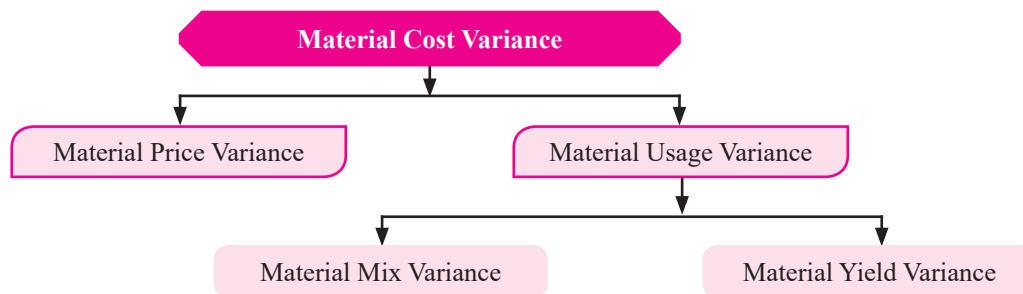 Material Cost Variance
Material Price Variance
Material Usage Variance
Material Mix Variance
Material Yield Variance